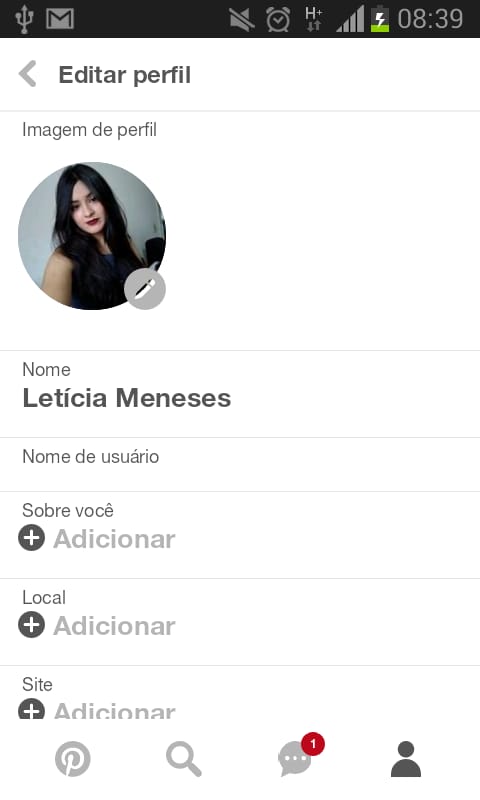 H+ 08:39
Editar perfil
Imagem de perfil
Nome
Letícia Meneses
Nome de usuário
Sobre você
Adicionar
Local
Adicionar
Site
Adicionar
1